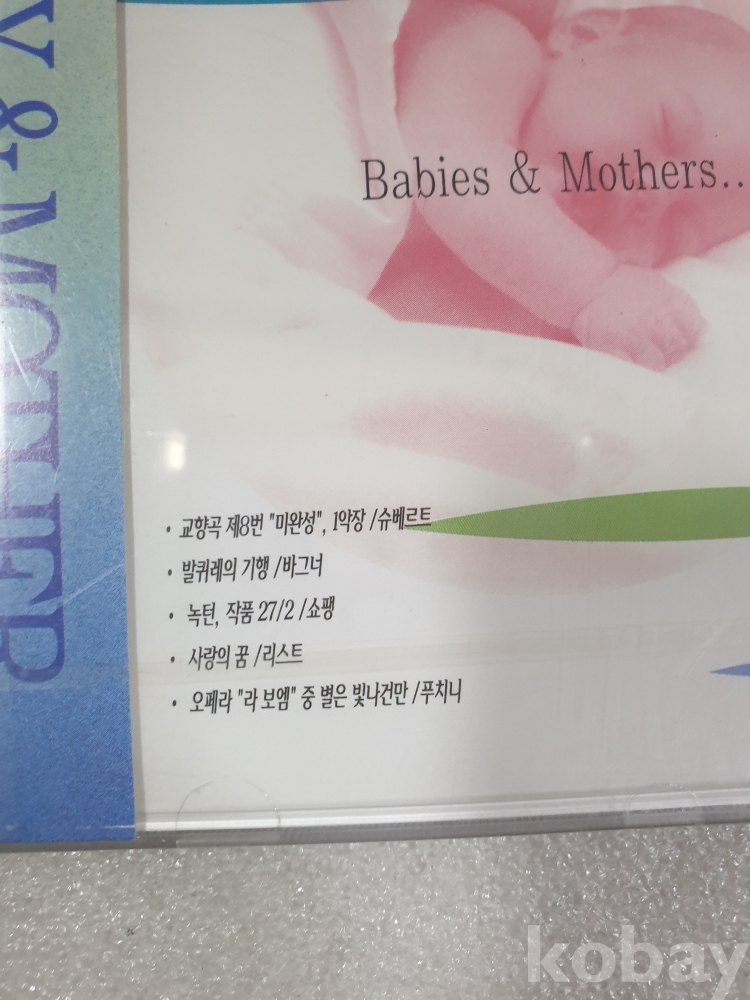 Y & MOTHER
Babies & Mothers..
• 교향곡 제8번 "미완성", 1악장 /슈베르트
• 발퀴레의 기행 /바그너
• 녹턴, 작품 27/2 /쇼팽
• 사랑의 꿈 /리스트
• 오페라 "라 보엠" 중 별은 빛나건만 /푸치니
kobay